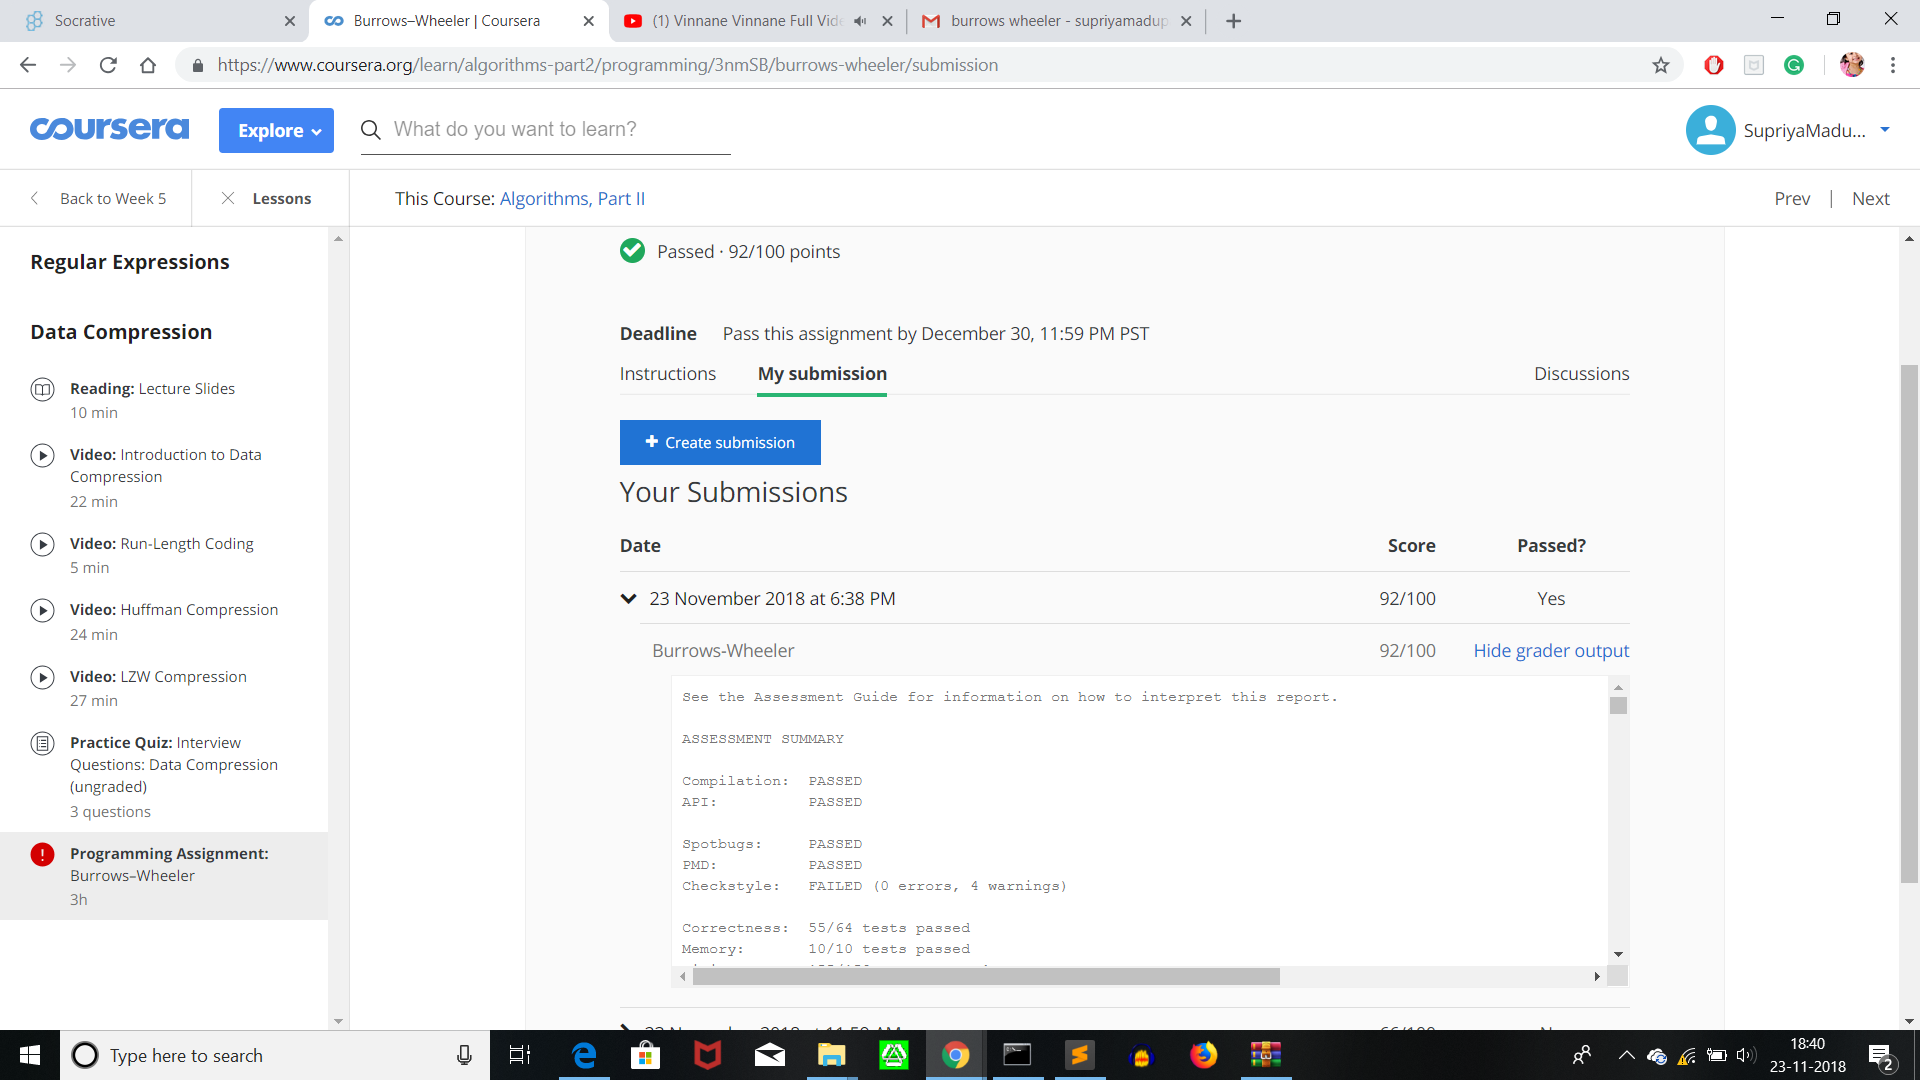 Socrative
Burrows–Wheeler | Coursera
(1) Vinnane Vinnane Full Vide
burrows wheeler - supriyamadup
https://www.coursera.org/learn/algorithms-part2/programming/3nmSB/burrows-wheeler/submission
coursera
Explore
What do you want to learn?
SupriyaMadu...
Back to Week 5
Lessons
This Course: Algorithms, Part II
Prev | Next
Regular Expressions
Data Compression
Reading: Lecture Slides
10 min
Video: Introduction to Data
Compression
22 min
Video: Run-Length Coding
5 min
Video: Huffman Compression
24 min
Video: LZW Compression
27 min
Practice Quiz: Interview
Questions: Data Compression
(ungraded)
3 questions
Programming Assignment:
Burrows–Wheeler
3h
Passed · 92/100 points
Deadline Pass this assignment by December 30, 11:59 PM PST
Instructions My submission Discussions
+ Create submission
Your Submissions
Date Score Passed?
23 November 2018 at 6:38 PM 92/100 Yes
Burrows-Wheeler 92/100 Hide grader output
See the Assessment Guide for information on how to interpret this report.
ASSESSMENT SUMMARY
Compilation: PASSED
API: PASSED
Spotbugs: PASSED
PMD: PASSED
Checkstyle: FAILED (0 errors, 4 warnings)
Correctness: 55/64 tests passed
Memory: 10/10 tests passed
Type here to search
18:40
23-11-2018
2